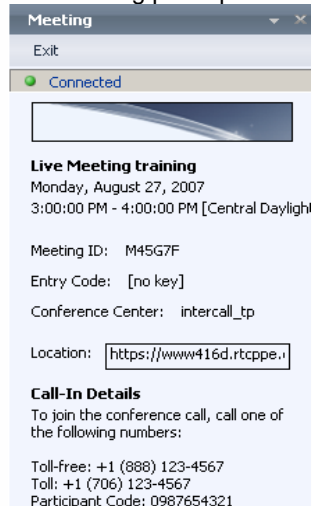 Meeting
Exit
Connected
Live Meeting training
Monday, August 27, 2007
3:00:00 PM - 4:00:00 PM [Central Daylight
Meeting ID: M45G7F
Entry Code: [no key]
Conference Center: intercall_tp
Location: https://www416d.rtcppe.
Call-In Details
To join the conference call, call one of
the following numbers:
Toll-free: +1 (888) 123-4567
Toll: +1 (706) 123-4567
Participant Code: 0987654321